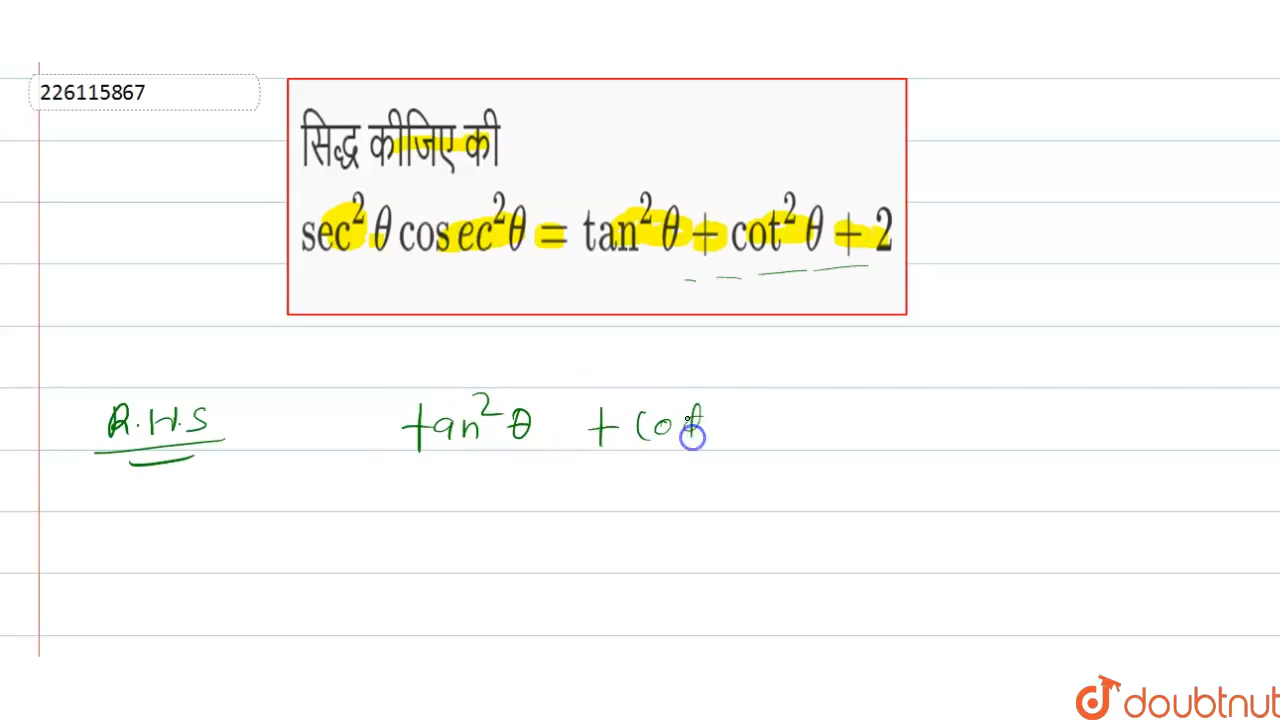 226115867
सिद्ध कीजिए की
sec²θ cosec²θ = tan²θ + cot²θ + 2
R.H.S tan²θ + cot
doubtnut